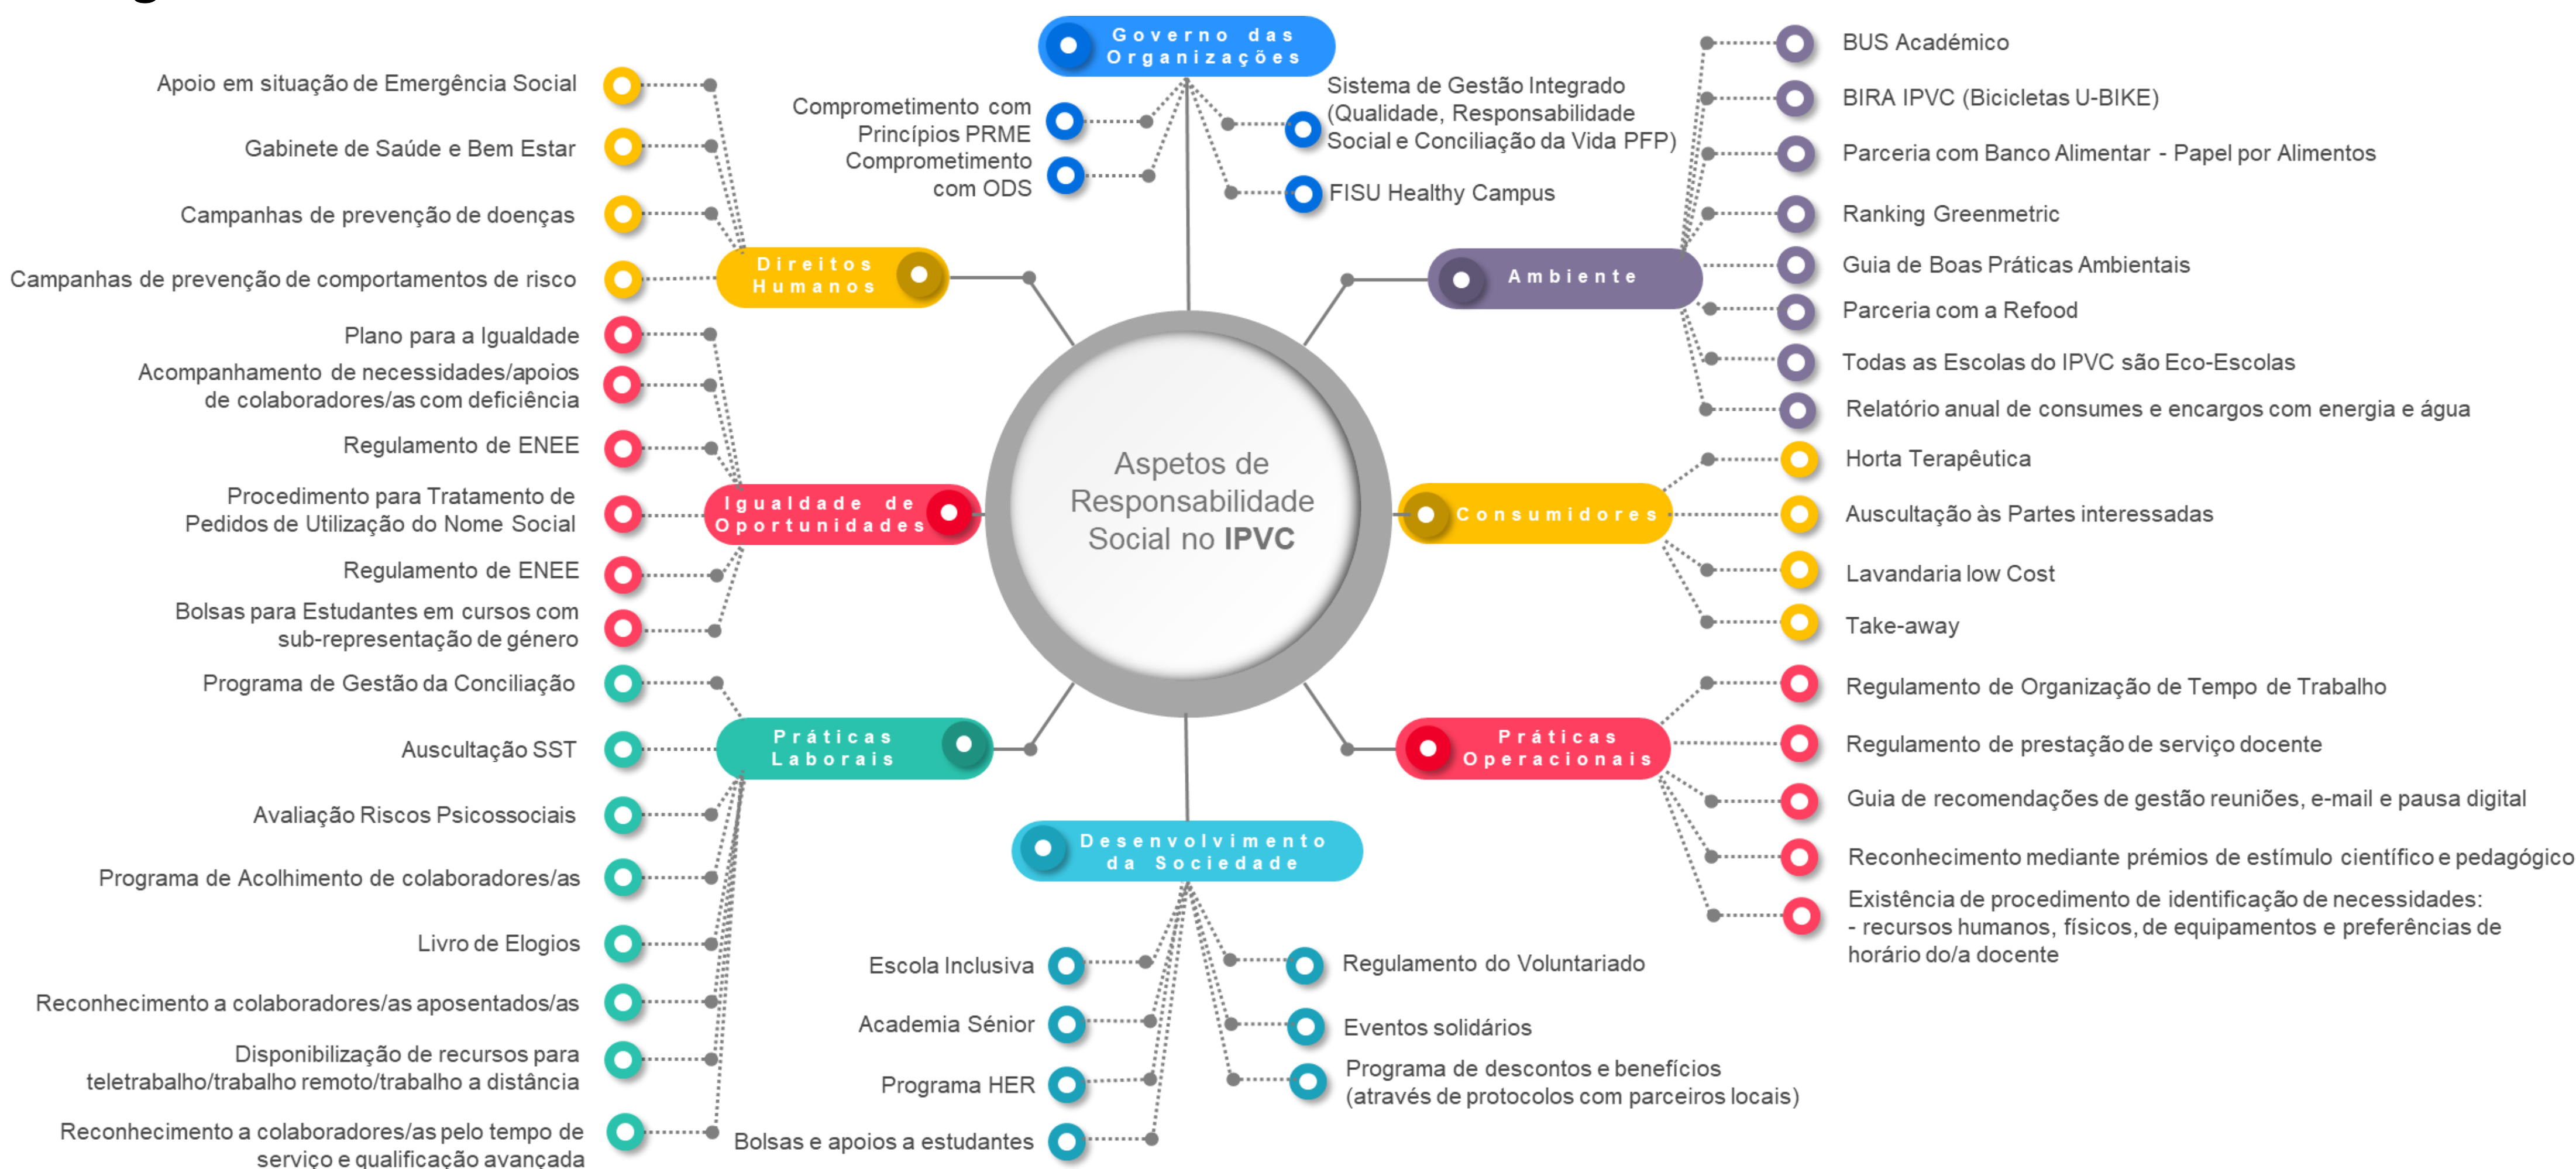 Governo das
Organizações
Comprometimento com
Princípios PRME
Comprometimento
com ODS
Sistema de Gestão Integrado
(Qualidade, Responsabilidade
Social e Conciliação da Vida PFP)
FISU Healthy Campus
Apoio em situação de Emergência Social
Gabinete de Saúde e Bem Estar
Campanhas de prevenção de doenças
Campanhas de prevenção de comportamentos de risco
Direitos
Humanos
Plano para a Igualdade
Acompanhamento de necessidades/apoios
de colaboradores/as com deficiência
Regulamento de ENEE
Procedimento para Tratamento de
Pedidos de Utilização do Nome Social
Regulamento de ENEE
Bolsas para Estudantes em cursos com
sub-representação de género
Igualdade de
Oportunidades
Programa de Gestão da Conciliação
Auscultação SST
Avaliação Riscos Psicossociais
Programa de Acolhimento de colaboradores/as
Livro de Elogios
Reconhecimento a colaboradores/as aposentados/as
Disponibilização de recursos para
teletrabalho/trabalho remoto/trabalho a distância
Reconhecimento a colaboradores/as pelo tempo de
serviço e qualificação avançada
Práticas
Laborais
Aspetos de
Responsabilidade
Social no IPVC
Ambiente
BUS Académico
BIRA IPVC (Bicicletas U-BIKE)
Parceria com Banco Alimentar - Papel por Alimentos
Ranking Greenmetric
Guia de Boas Práticas Ambientais
Parceria com a Refood
Todas as Escolas do IPVC são Eco-Escolas
Relatório anual de consumes e encargos com energia e água
Consumidores
Horta Terapêutica
Auscultação às Partes interessadas
Lavandaria low Cost
Take-away
Práticas
Operacionais
Regulamento de Organização de Tempo de Trabalho
Regulamento de prestação de serviço docente
Guia de recomendações de gestão reuniões, e-mail e pausa digital
Reconhecimento mediante prémios de estímulo científico e pedagógico
Existência de procedimento de identificação de necessidades:
- recursos humanos, físicos, de equipamentos e preferências de
horário do/a docente
Desenvolvimento
da Sociedade
Escola Inclusiva
Academia Sénior
Programa HER
Bolsas e apoios a estudantes
Regulamento do Voluntariado
Eventos solidários
Programa de descontos e benefícios
(através de protocolos com parceiros locais)